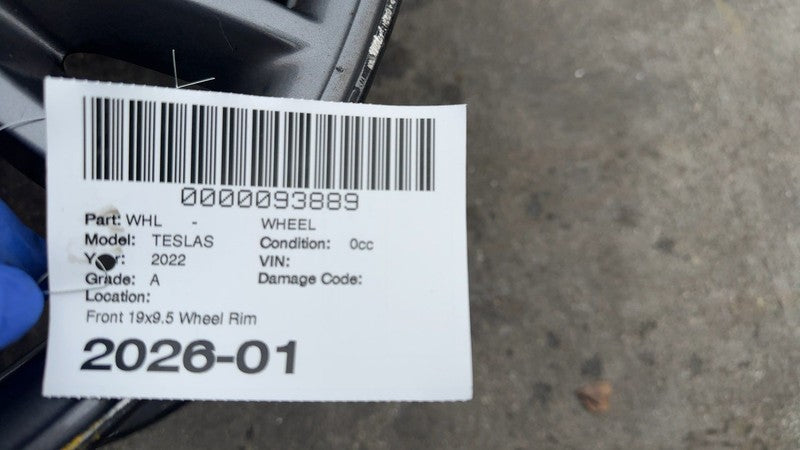 0000093889
Part: WHL - WHEEL
Model: TESLAS Condition: 0cc
Year: 2022 VIN:
Grade: A Damage Code:
Location:
Front 19x9.5 Wheel Rim
2026-01